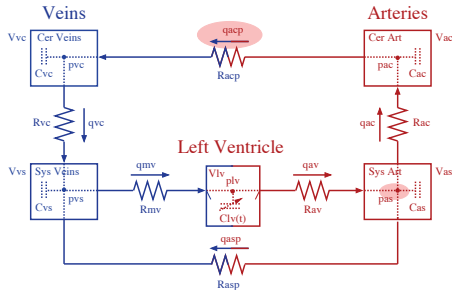 Veins
Arteries
qacp
Vvc
Cer Veins
pvc
Cvc
Racp
Cer Art
Vac
pac
Cac
Rvc
qvc
qac
Rac
Left Ventricle
Vvs
Sys Veins
pvs
Cvs
qmv
Rmv
Vlv
plv
Clv(t)
qav
Rav
Sys Art
Vas
pas
Cas
qasp
Rasp